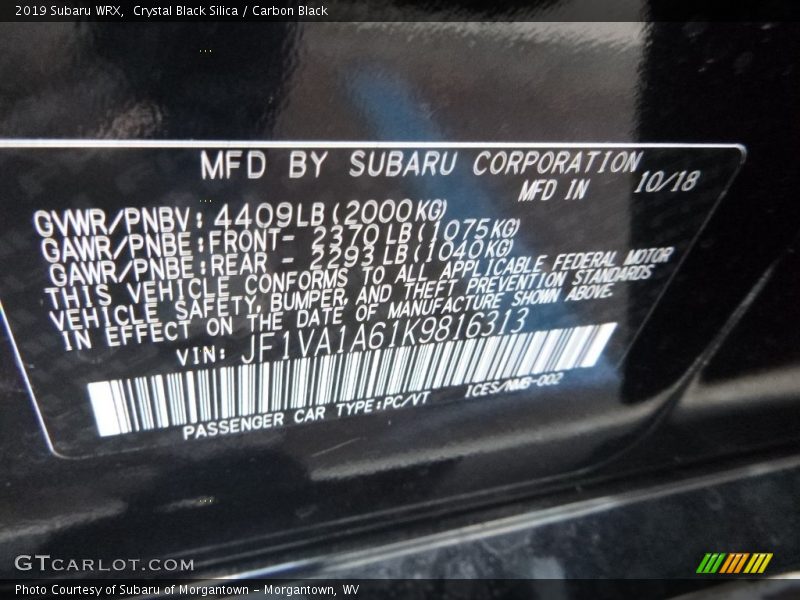 2019 Subaru WRX, Crystal Black Silica / Carbon Black
MFD BY SUBARU CORPORATION
MFD IN 10/18
GVWR/PNBV: 4409LB(2000KG)
GAWR/PNBE:FRONT- 2370LB(1075KG)
GAWR/PNBE:REAR - 2293LB(1040KG)
THIS VEHICLE CONFORMS TO ALL APPLICABLE FEDERAL MOTOR
VEHICLE SAFETY,BUMPER,AND THEFT PREVENTION STANDARDS
IN EFFECT ON THE DATE OF MANUFACTURE SHOWN ABOVE.
VIN: JF1VA1A61K9816313
PASSENGER CAR TYPE:PC/VT ICES/NMB-002
GTCARLOT.COM
Photo Courtesy of Subaru of Morgantown - Morgantown, WV